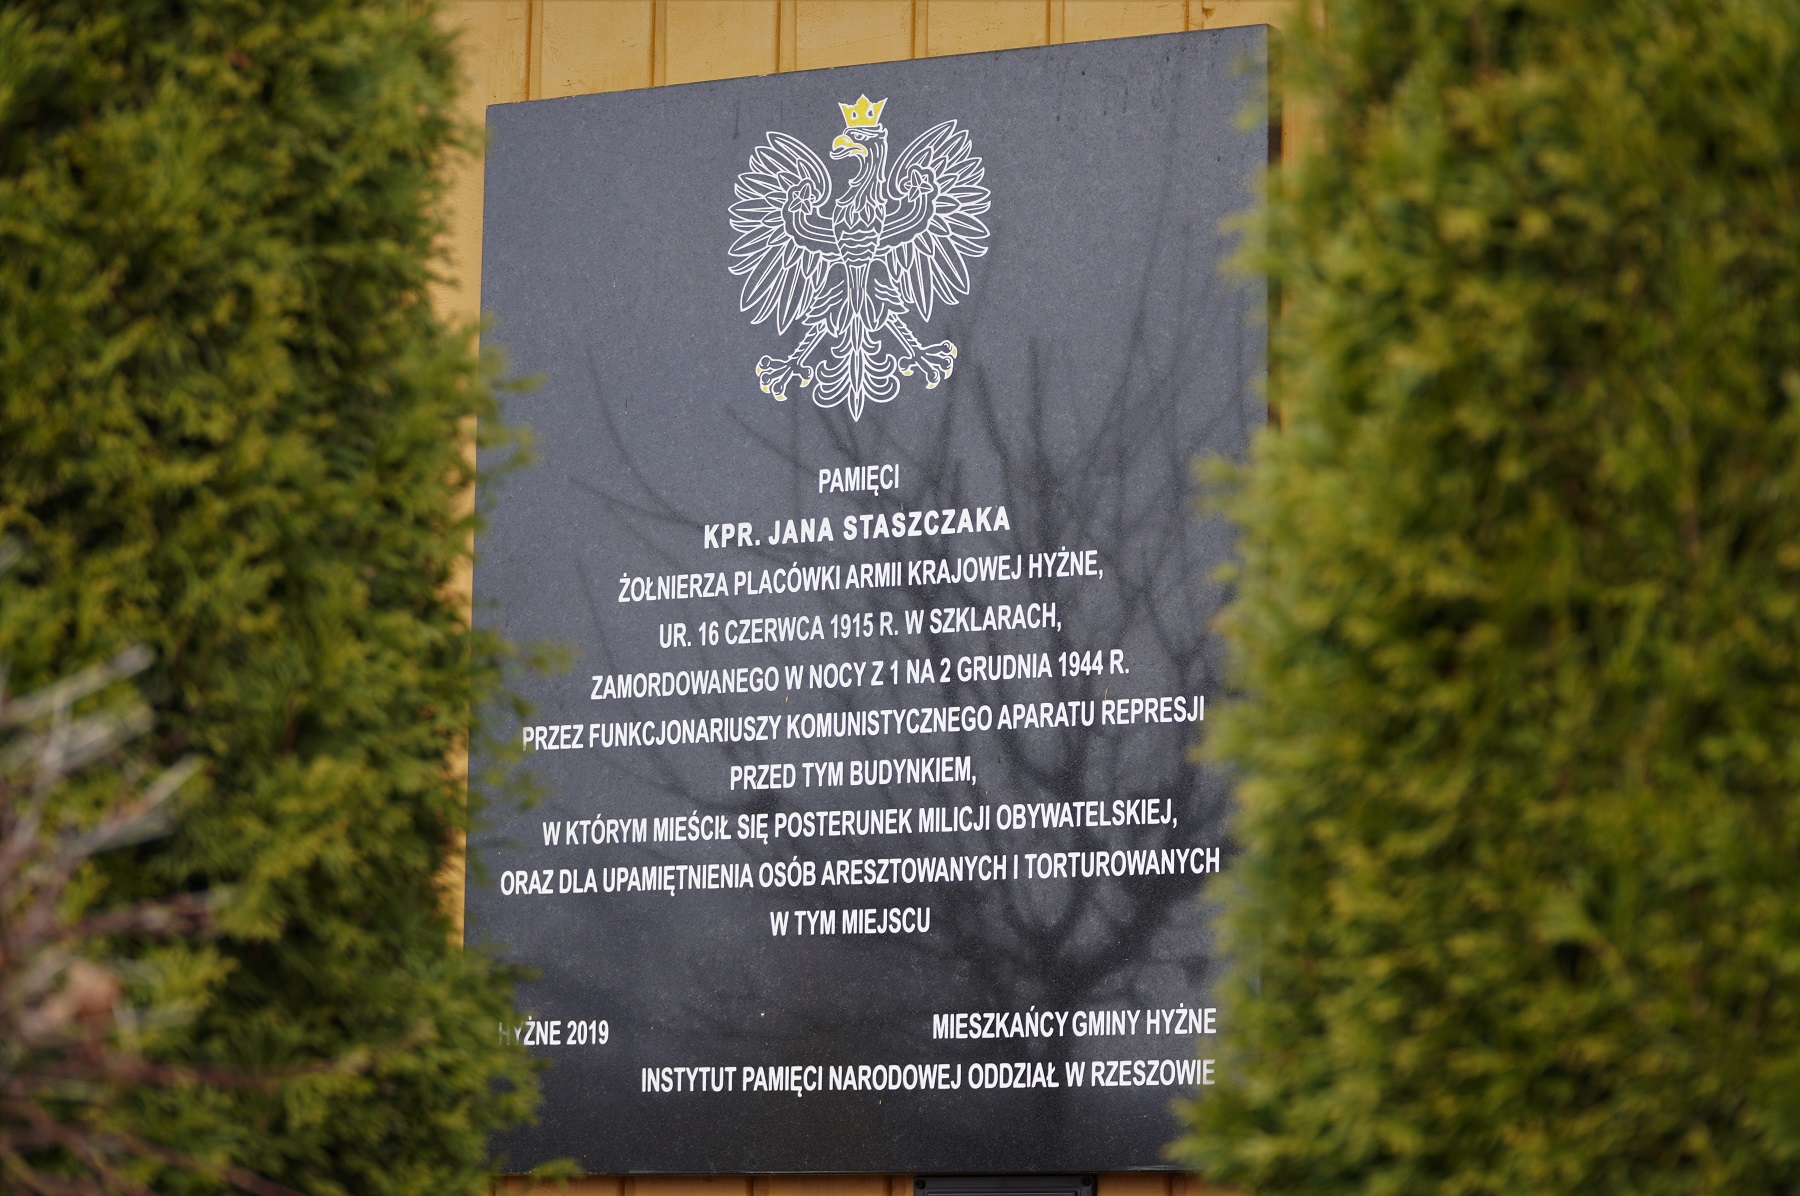 PAMIĘCI
KPR. JANA STASZCZAKA
ŻOŁNIERZA PLACÓWKI ARMII KRAJOWEJ HYŻNE,
UR. 16 CZERWCA 1915 R. W SZKLARACH,
ZAMORDOWANEGO W NOCY Z 1 NA 2 GRUDNIA 1944 R.
PRZEZ FUNKCJONARIUSZY KOMUNISTYCZNEGO APARATU REPRESJI
PRZED TYM BUDYNKIEM,
W KTÓRYM MIEŚCIŁ SIĘ POSTERUNEK MILICJI OBYWATELSKIEJ,
ORAZ DLA UPAMIĘTNIENIA OSÓB ARESZTOWANYCH I TORTUROWANYCH
W TYM MIEJSCU
HYŻNE 2019
MIESZKAŃCY GMINY HYŻNE
INSTYTUT PAMIĘCI NARODOWEJ ODDZIAŁ W RZESZOWIE